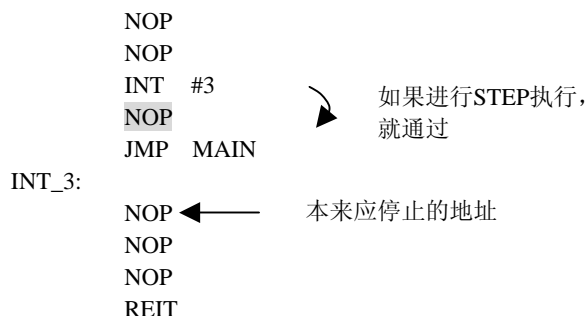 NOP
NOP
INT #3
如果进行STEP执行，
就通过
NOP
JMP MAIN
INT_3:
NOP
本来应停止的地址
NOP
NOP
REIT